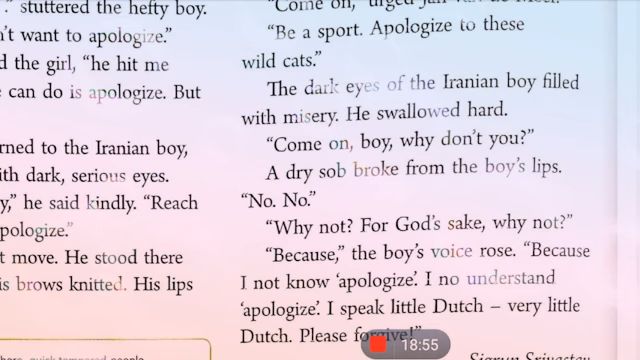 ." stuttered the hefty boy.
't want to apologize."
d the girl, "he hit me
can do is apologize. But
rned to the Iranian boy,
ith dark, serious eyes.
y," he said kindly. "Reach
pologize."
t move. He stood there
is brows knitted. His lips
"Come on," urged Jan van de
"Be a sport. Apologize to these
wild cats."
The dark eyes of the Iranian boy filled
with misery. He swallowed hard.
"Come on, boy, why don't you?"
A dry sob broke from the boy's lips.
"No. No."
"Why not? For God's sake, why not?"
"Because," the boy's voice rose. "Because
I not know 'apologize'. I no understand
'apologize'. I speak little Dutch – very little
Dutch. Please forgive!"
18:55